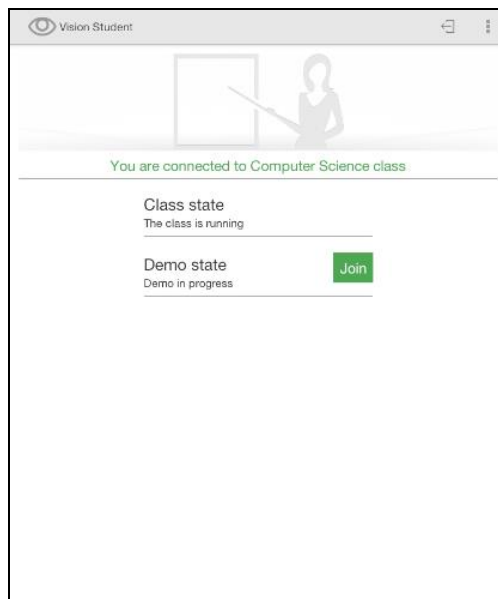 Vision Student
You are connected to Computer Science class
Class state
The class is running
Demo state
Join
Demo in progress